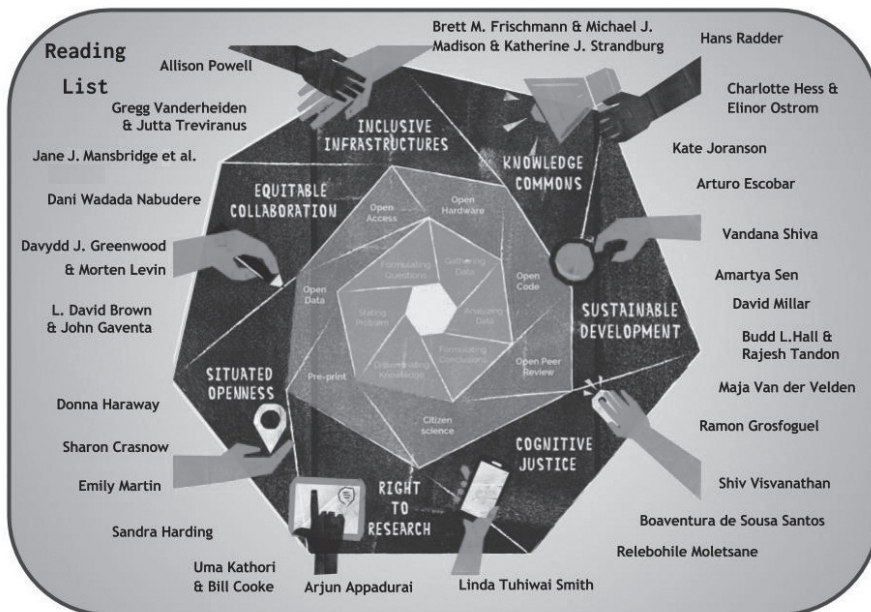 Reading
List
Allison Powell
Gregg Vanderheiden
& Jutta Treviranus
Jane J. Mansbridge et al.
Dani Wadada Nabudere
Davydd J. Greenwood
& Morten Levin
L. David Brown
& John Gaventa
Donna Haraway
Sharon Crasnow
Emily Martin
Sandra Harding
Uma Kathori
& Bill Cooke
Arjun Appadurai
Linda Tuhiwai Smith
Brett M. Frischmann & Michael J.
Madison & Katherine J. Strandburg
Hans Radder
Charlotte Hess &
Elinor Ostrom
Kate Joranson
Arturo Escobar
Vandana Shiva
Amartya Sen
David Millar
Budd L.Hall &
Rajesh Tandon
Maja Van der Velden
Ramon Grosfoguel
Shiv Visvanathan
Boaventura de Sousa Santos
Relebohile Moletsane
INCLUSIVE
INFRASTRUCTURES
KNOWLEDGE
COMMONS
EQUITABLE
COLLABORATION
SUSTAINABLE
DEVELOPMENT
SITUATED
OPENNESS
COGNITIVE
JUSTICE
RIGHT
TO
RESEARCH
Open
Access
Open
Hardware
Open
Data
Open
Code
Pre-print
Open Peer
Review
Citizen
science
Formulating
Questions
Gathering
Data
Stating
Problem
Analyzing
Data
Disseminating
Knowledge
Formulating
Conclusions